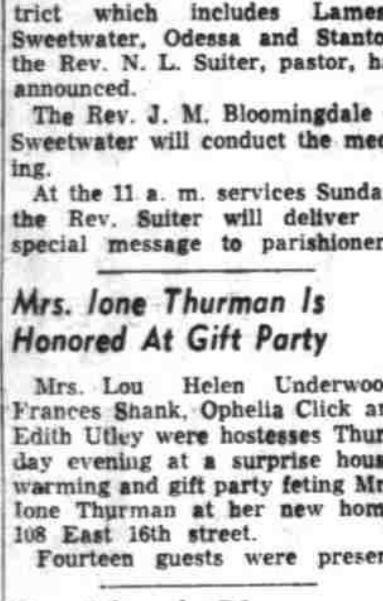 trict which includes Lames
Sweetwater, Odessa and Stanto
the Rev. N. L. Suiter, pastor, ha
announced.
The Rev. J. M. Bloomingdale
Sweetwater will conduct the mee
ing.
At the 11 a. m. services Sunda
the Rev. Suiter will deliver
special message to parishioner
Mrs. Ione Thurman Is
Honored At Gift Party
Mrs. Lou Helen Underwoo
Frances Shank, Ophelia Click an
Edith Utley were hostesses Thur
day evening at a surprise hous
warming and gift party feting Mr
Ione Thurman at her new hom
108 East 16th street.
Fourteen guests were presen